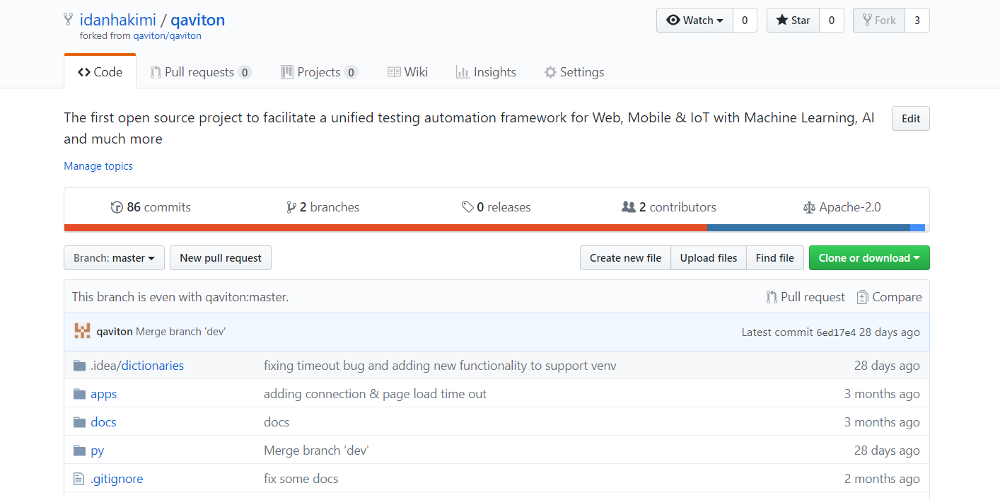 idanhakimi / qaviton
Watch 0 Star 0 Fork 3
forked from qaviton/qaviton
Code Pull requests 0 Projects 0 Wiki Insights Settings
The first open source project to facilitate a unified testing automation framework for Web, Mobile & IoT with Machine Learning, AI
and much more
Edit
Manage topics
86 commits 2 branches 0 releases 2 contributors Apache-2.0
Branch: master New pull request Create new file Upload files Find file Clone or download
This branch is even with qaviton:master. Pull request Compare
qaviton Merge branch 'dev' Latest commit 6ed17e4 28 days ago
.idea/dictionaries fixing timeout bug and adding new functionality to support venv 28 days ago
apps adding connection & page load time out 3 months ago
docs docs 3 months ago
py Merge branch 'dev' 28 days ago
.gitignore fix some docs 2 months ago